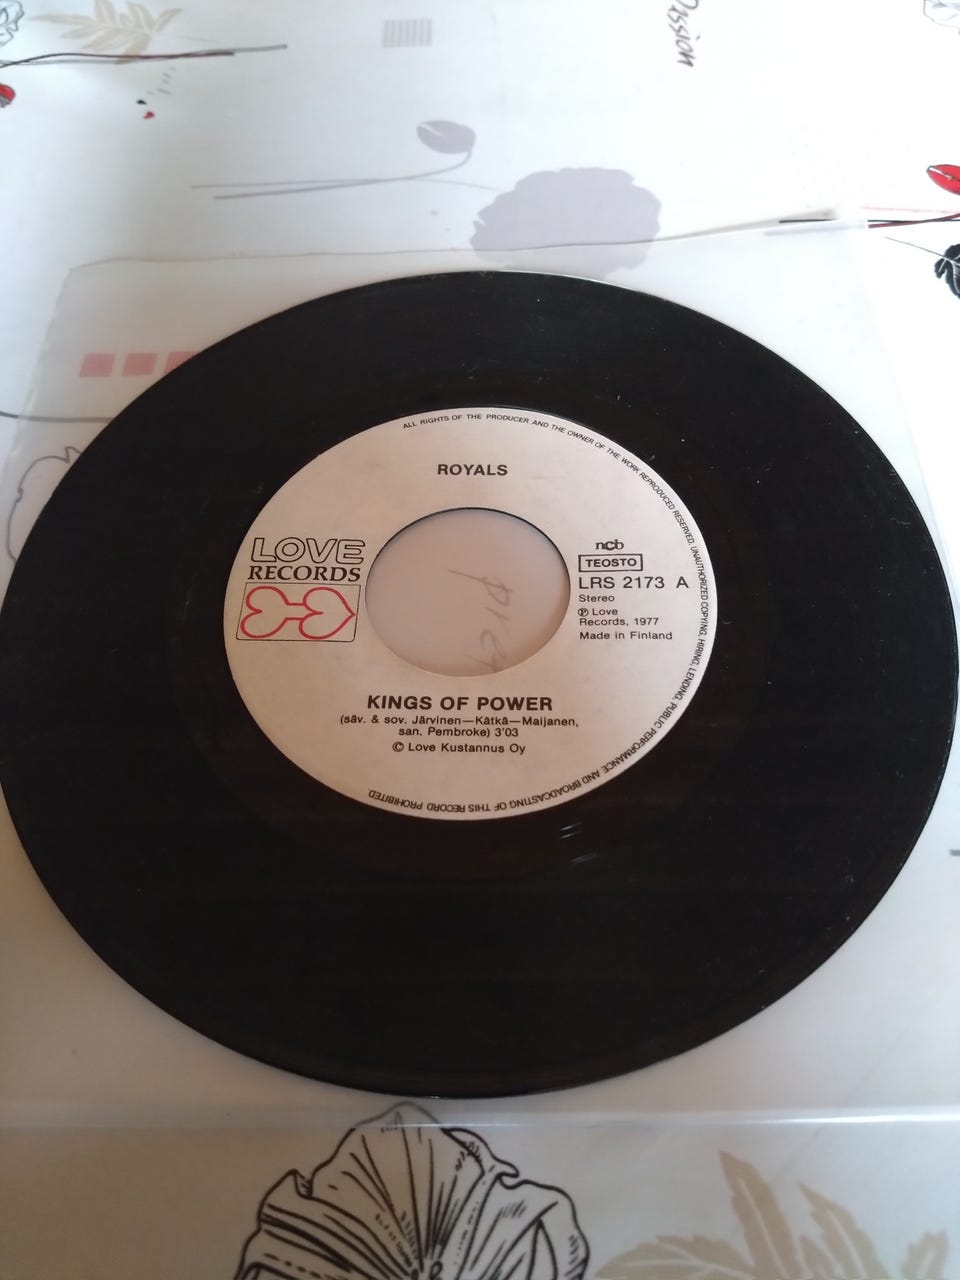 Passion
ALL RIGHTS OF THE PRODUCER AND THE OWNER OF THE WORK REPRODUCED RESERVED. UNAUTHORIZED COPYING, HIRING, LENDING, PUBLIC PERFORMANCE AND BROADCASTING OF THIS RECORD PROHIBITED.
ROYALS
LOVE
RECORDS
ncb
TEOSTO
LRS 2173 A
Stereo
Ⓟ Love
Records, 1977
Made in Finland
KINGS OF POWER
(säv. & sov. Järvinen—Kätkä—Maijanen,
san. Pembroke) 3'03
© Love Kustannus Oy